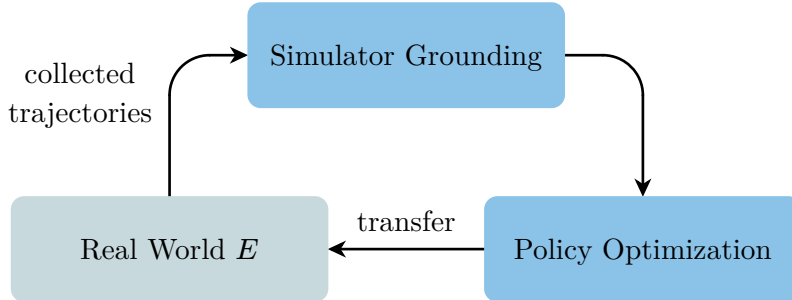 Simulator Grounding
collected
trajectories
transfer
Real World E
Policy Optimization